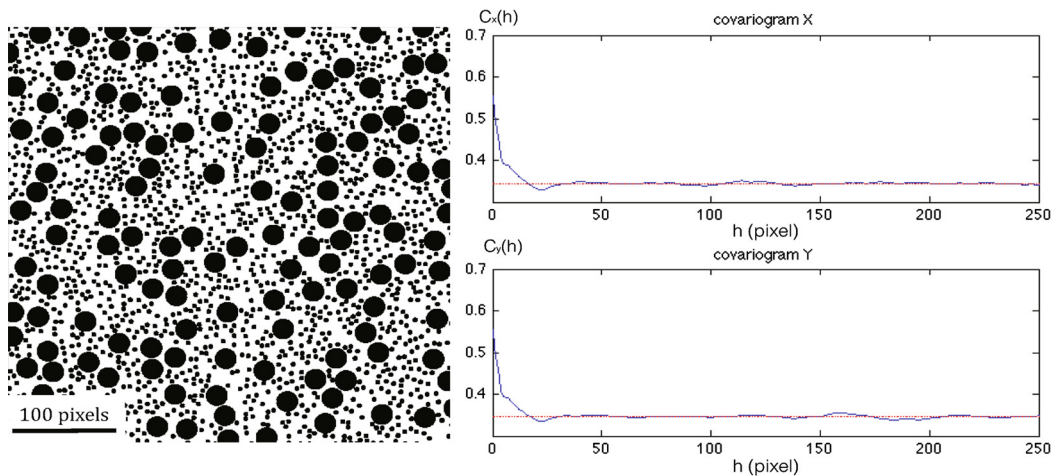 100 pixels
Cx(h)
covariogram X
0.7
0.6
0.5
0.4
0 50 100 150 200 250
h (pixel)
Cy(h)
covariogram Y
0.7
0.6
0.5
0.4
0 50 100 150 200 250
h (pixel)